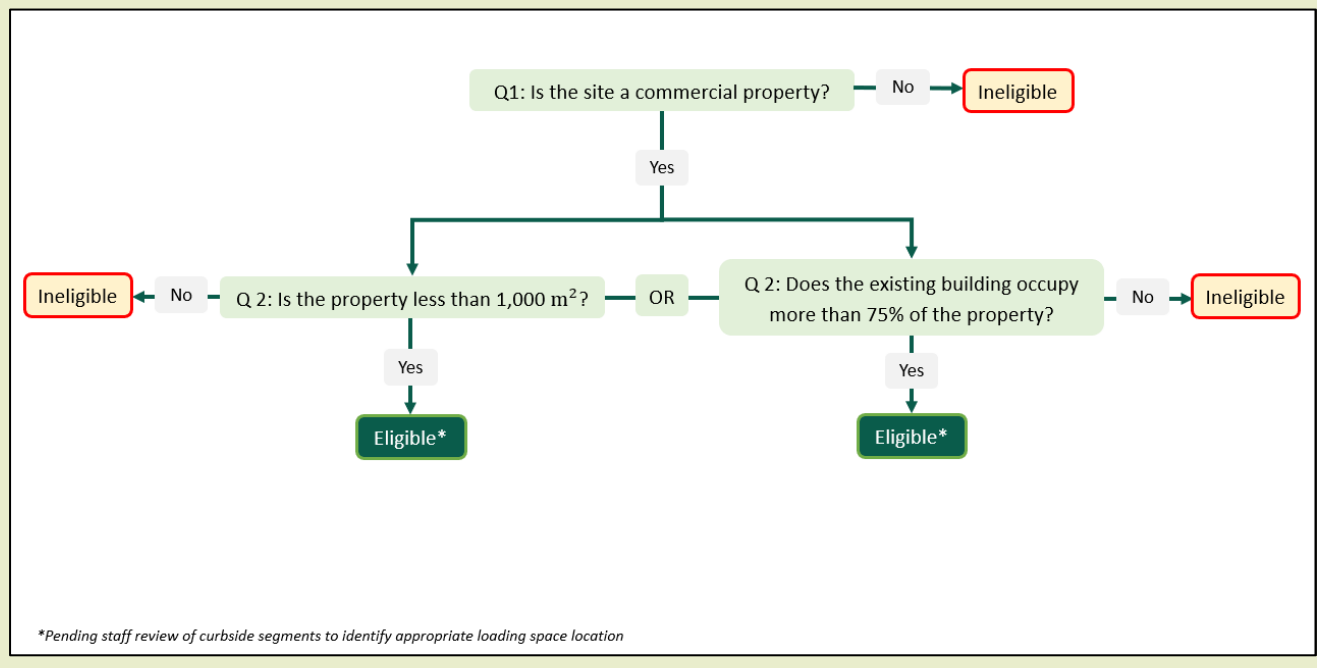 Q1: Is the site a commercial property?
No
Ineligible
Yes
Ineligible
No
Q 2: Is the property less than 1,000 m²?
OR
Q 2: Does the existing building occupy
more than 75% of the property?
No
Ineligible
Yes
Yes
Eligible*
Eligible*
*Pending staff review of curbside segments to identify appropriate loading space location